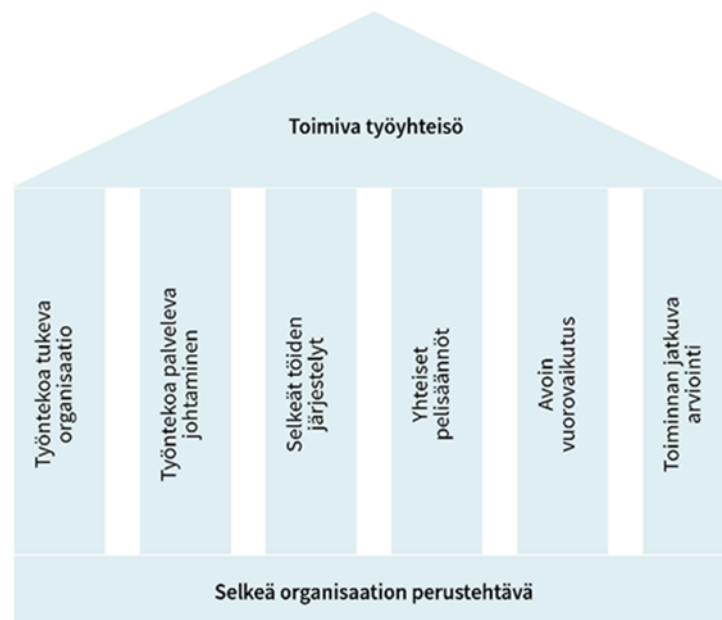 Toimiva työyhteisö
Työntekoa tukeva
organisaatio
Työntekoa palveleva
johtaminen
Selkeät töiden
järjestelyt
Yhteiset
pelisäännöt
Avoin
vuorovaikutus
Toiminnan jatkuva
arviointi
Selkeä organisaation perustehtävä